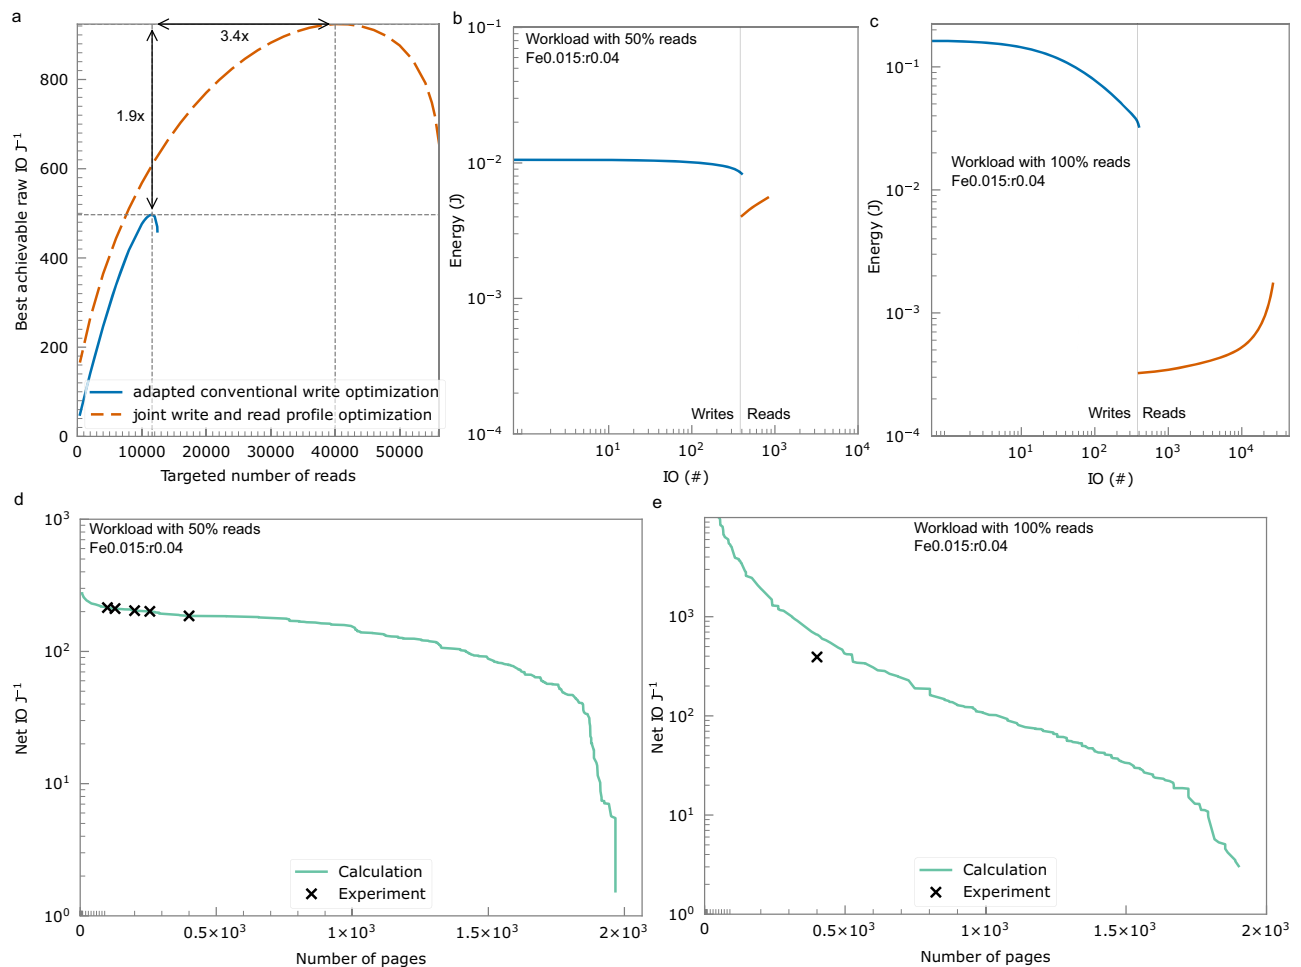 a
3.4x
1.9x
800
600
400
200
0
Best achievable raw IO J⁻¹
adapted conventional write optimization
joint write and read profile optimization
0 10000 20000 30000 40000 50000
Targeted number of reads
b
Workload with 50% reads
Fe0.015:r0.04
10⁻¹
10⁻²
10⁻³
10⁻⁴
Energy (J)
Writes Reads
10¹ 10² 10³ 10⁴
IO (#)
c
Workload with 100% reads
Fe0.015:r0.04
10⁻¹
10⁻²
10⁻³
10⁻⁴
Energy (J)
Writes Reads
10¹ 10² 10³ 10⁴
IO (#)
d
Workload with 50% reads
Fe0.015:r0.04
10³
10²
10¹
10⁰
Net IO J⁻¹
Calculation
Experiment
0 0.5×10³ 1×10³ 1.5×10³ 2×10³
Number of pages
e
Workload with 100% reads
Fe0.015:r0.04
10³
10²
10¹
10⁰
Net IO J⁻¹
Calculation
Experiment
0 0.5×10³ 1×10³ 1.5×10³ 2×10³
Number of pages